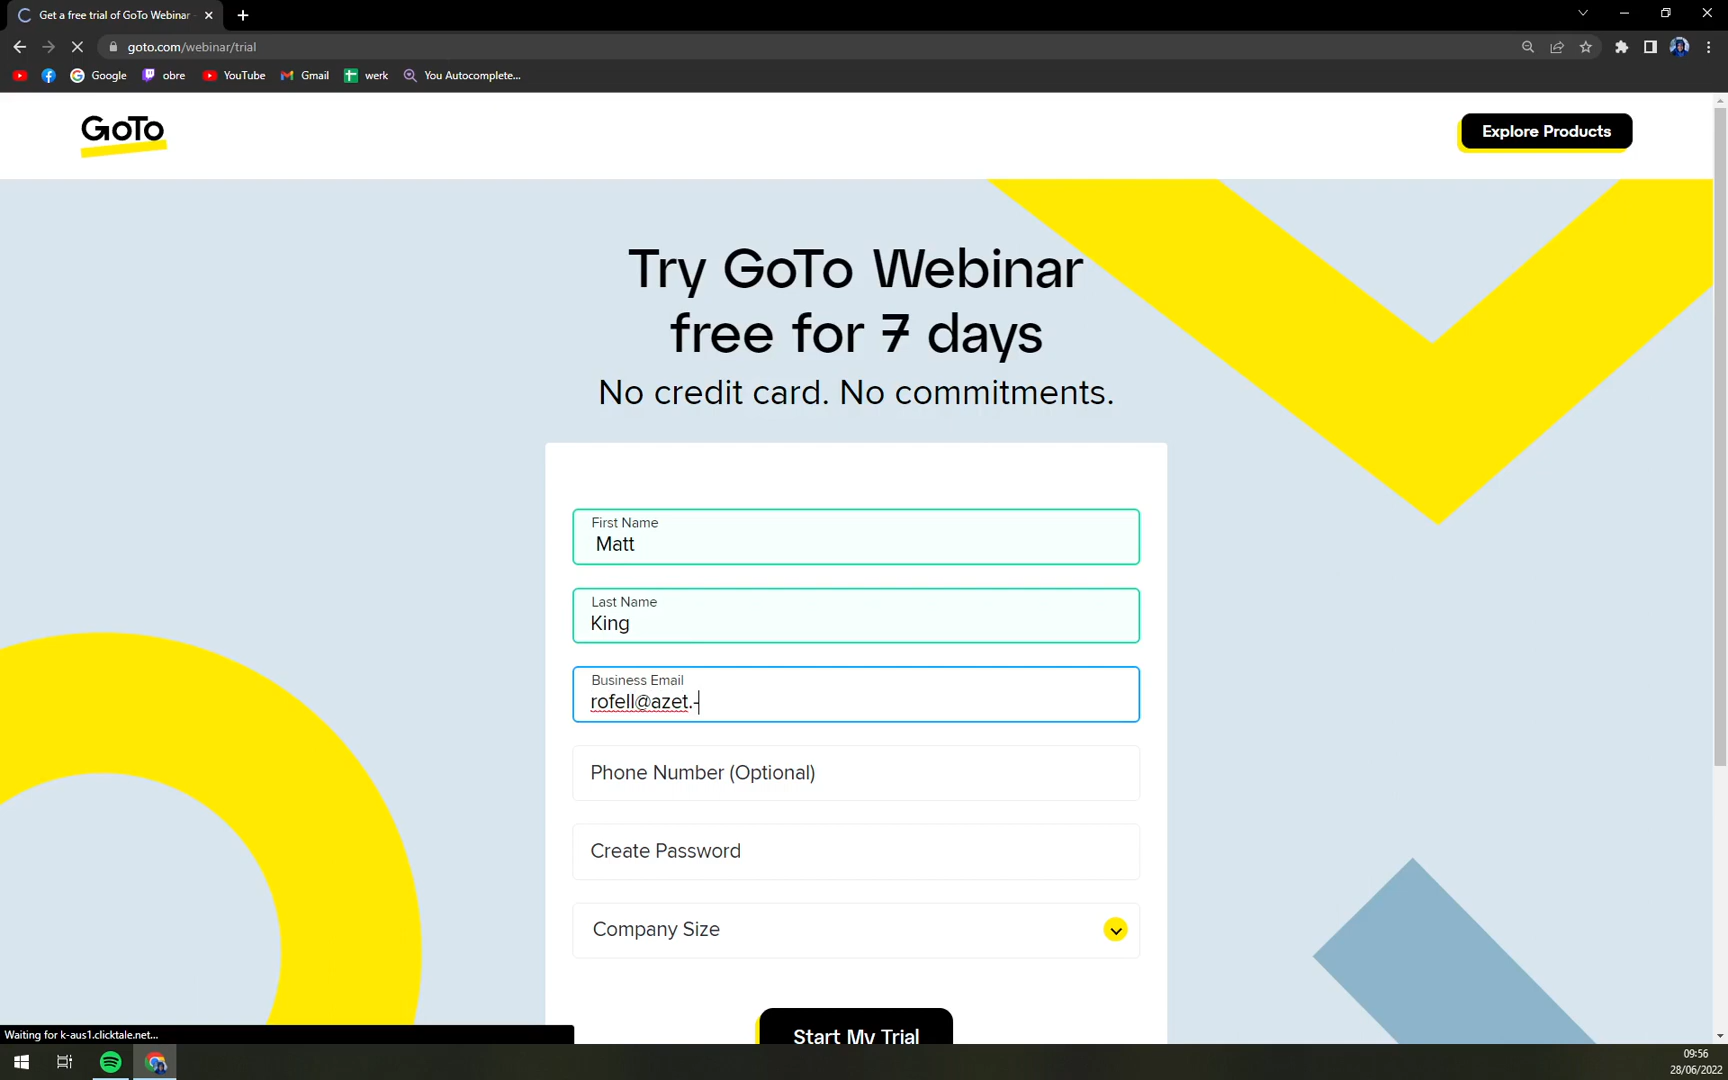 Get a free trial of GoTo Webinar
goto.com/webinar/trial
Google
obre
YouTube
Gmail
werk
You Autocomplete...
GoTo
Explore Products
Try GoTo Webinar
free for 7 days
No credit card. No commitments.
First Name
Matt
Last Name
King
Business Email
rofell@azet.-
Phone Number (Optional)
Create Password
Company Size
Start My Trial
Waiting for k-aus1.clicktale.net...
09:56
28/06/2022